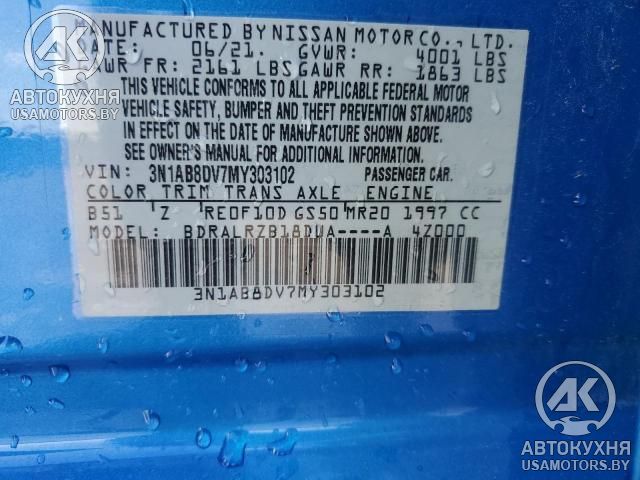 MANUFACTURED BY NISSAN MOTOR CO., LTD.
DATE: 06/21. GVWR: 4001 LBS
GAWR FR: 2161 LBS GAWR RR: 1863 LBS
THIS VEHICLE CONFORMS TO ALL APPLICABLE FEDERAL MOTOR
VEHICLE SAFETY, BUMPER AND THEFT PREVENTION STANDARDS
IN EFFECT ON THE DATE OF MANUFACTURE SHOWN ABOVE.
SEE OWNER'S MANUAL FOR ADDITIONAL INFORMATION.
VIN: 3N1AB8DV7MY303102 PASSENGER CAR.
COLOR TRIM TRANS AXLE ENGINE
B51 Z RE0F10D GS50 MR20 1997 CC
MODEL: BDRALRZB18DUA----A 4Z000
3N1AB8DV7MY303102
АК
АВТОКУХНЯ
USAMOTORS.BY
АК
АВТОКУХНЯ
USAMOTORS.BY